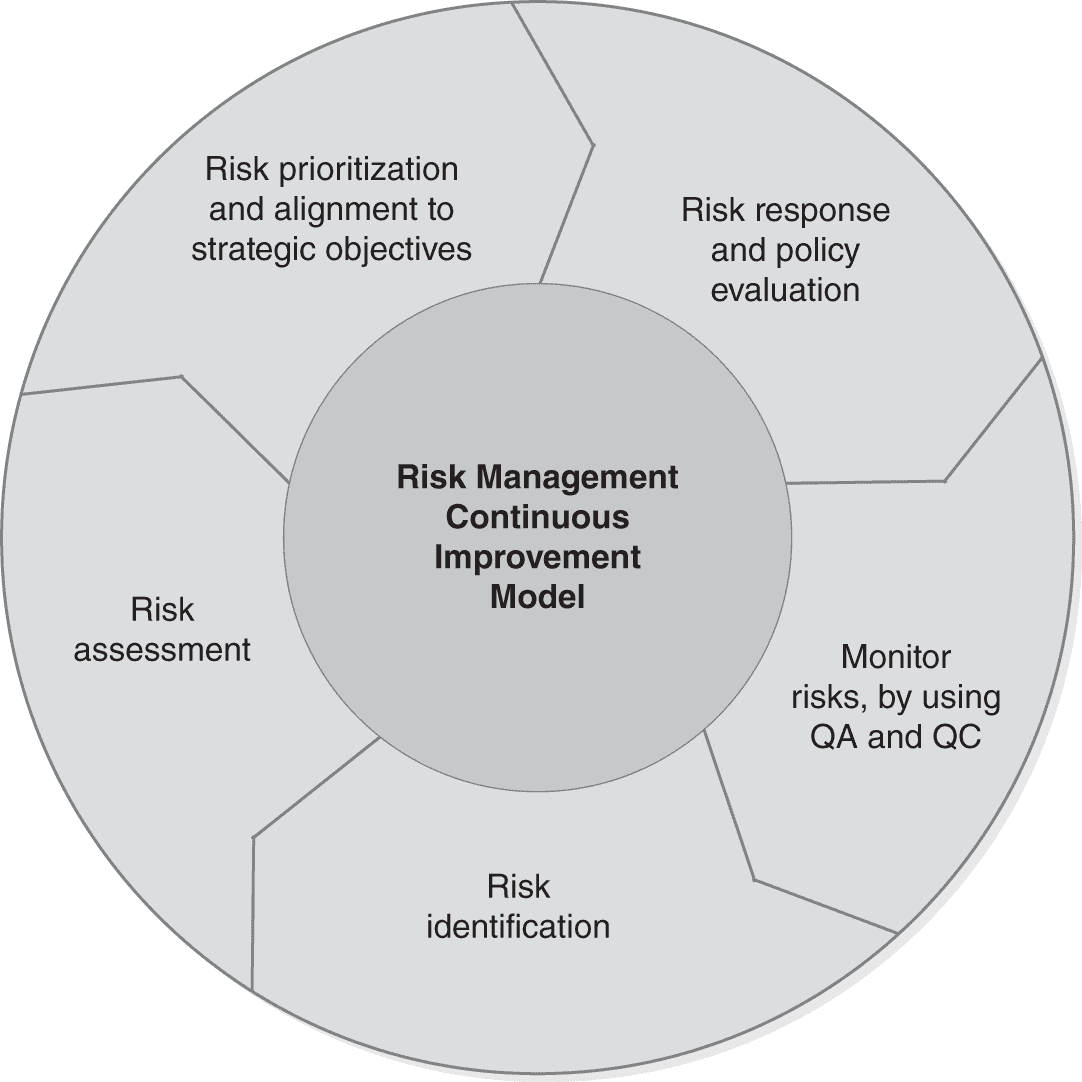 Risk prioritization
and alignment to
strategic objectives
Risk response
and policy
evaluation
Risk Management
Continuous
Improvement
Model
Risk
assessment
Monitor
risks, by using
QA and QC
Risk
identification